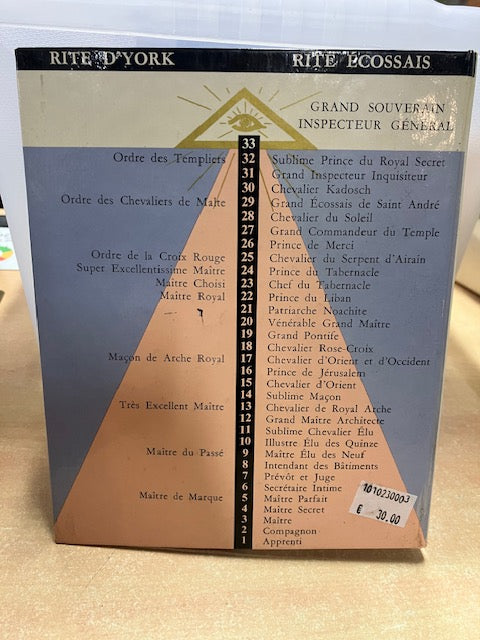 RITE D'YORK
RITE ÉCOSSAIS
GRAND SOUVERAIN
INSPECTEUR GÉNÉRAL
33
Ordre des Templiers 32 Sublime Prince du Royal Secret
31 Grand Inspecteur Inquisiteur
30 Chevalier Kadosch
Ordre des Chevaliers de Malte 29 Grand Écossais de Saint André
28 Chevalier du Soleil
27 Grand Commandeur du Temple
26 Prince de Merci
Ordre de la Croix Rouge 25 Chevalier du Serpent d'Airain
Super Excellentissime Maître 24 Prince du Tabernacle
Maître Choisi 23 Chef du Tabernacle
Maître Royal 22 Prince du Liban
21 Patriarche Noachite
20 Vénérable Grand Maître
19 Grand Pontife
18 Chevalier Rose-Croix
Maçon de Arche Royal 17 Chevalier d'Orient et d'Occident
16 Prince de Jérusalem
15 Chevalier d'Orient
14 Sublime Maçon
Très Excellent Maître 13 Chevalier de Royal Arche
12 Grand Maître Architecte
11 Sublime Chevalier Élu
10 Illustre Élu des Quinze
Maître du Passé 9 Maître Élu des Neuf
8 Intendant des Bâtiments
7 Prévôt et Juge
6 Secrétaire Intime
Maître de Marque 5 Maître Parfait
4 Maître Secret
3 Maître
2 Compagnon
1 Apprenti
1010230003
€ 30.00